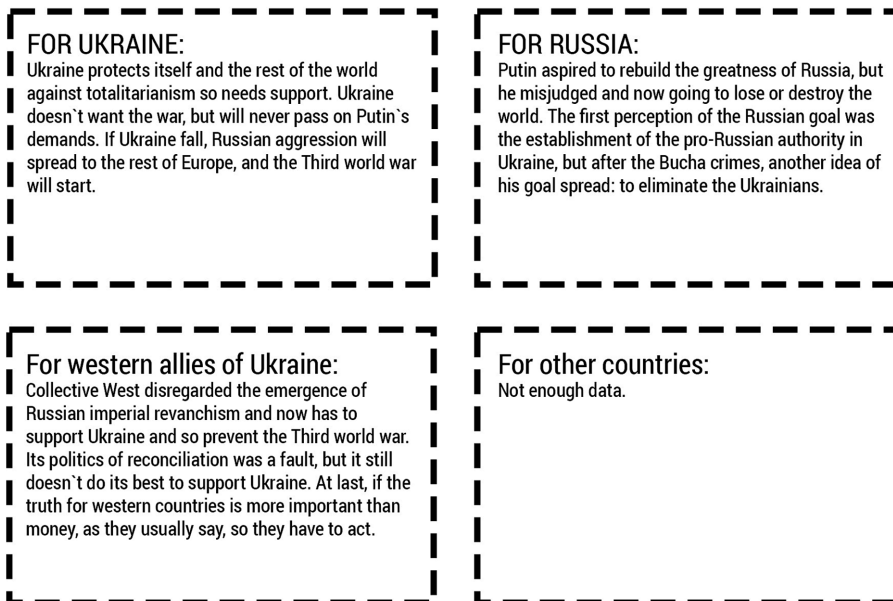 FOR UKRAINE:
Ukraine protects itself and the rest of the world
against totalitarianism so needs support. Ukraine
doesn`t want the war, but will never pass on Putin`s
demands. If Ukraine fall, Russian aggression will
spread to the rest of Europe, and the Third world war
will start.
FOR RUSSIA:
Putin aspired to rebuild the greatness of Russia, but
he misjudged and now going to lose or destroy the
world. The first perception of the Russian goal was
the establishment of the pro-Russian authority in
Ukraine, but after the Bucha crimes, another idea of
his goal spread: to eliminate the Ukrainians.
For western allies of Ukraine:
Collective West disregarded the emergence of
Russian imperial revanchism and now has to
support Ukraine and so prevent the Third world war.
Its politics of reconciliation was a fault, but it still
doesn`t do its best to support Ukraine. At last, if the
truth for western countries is more important than
money, as they usually say, so they have to act.
For other countries:
Not enough data.